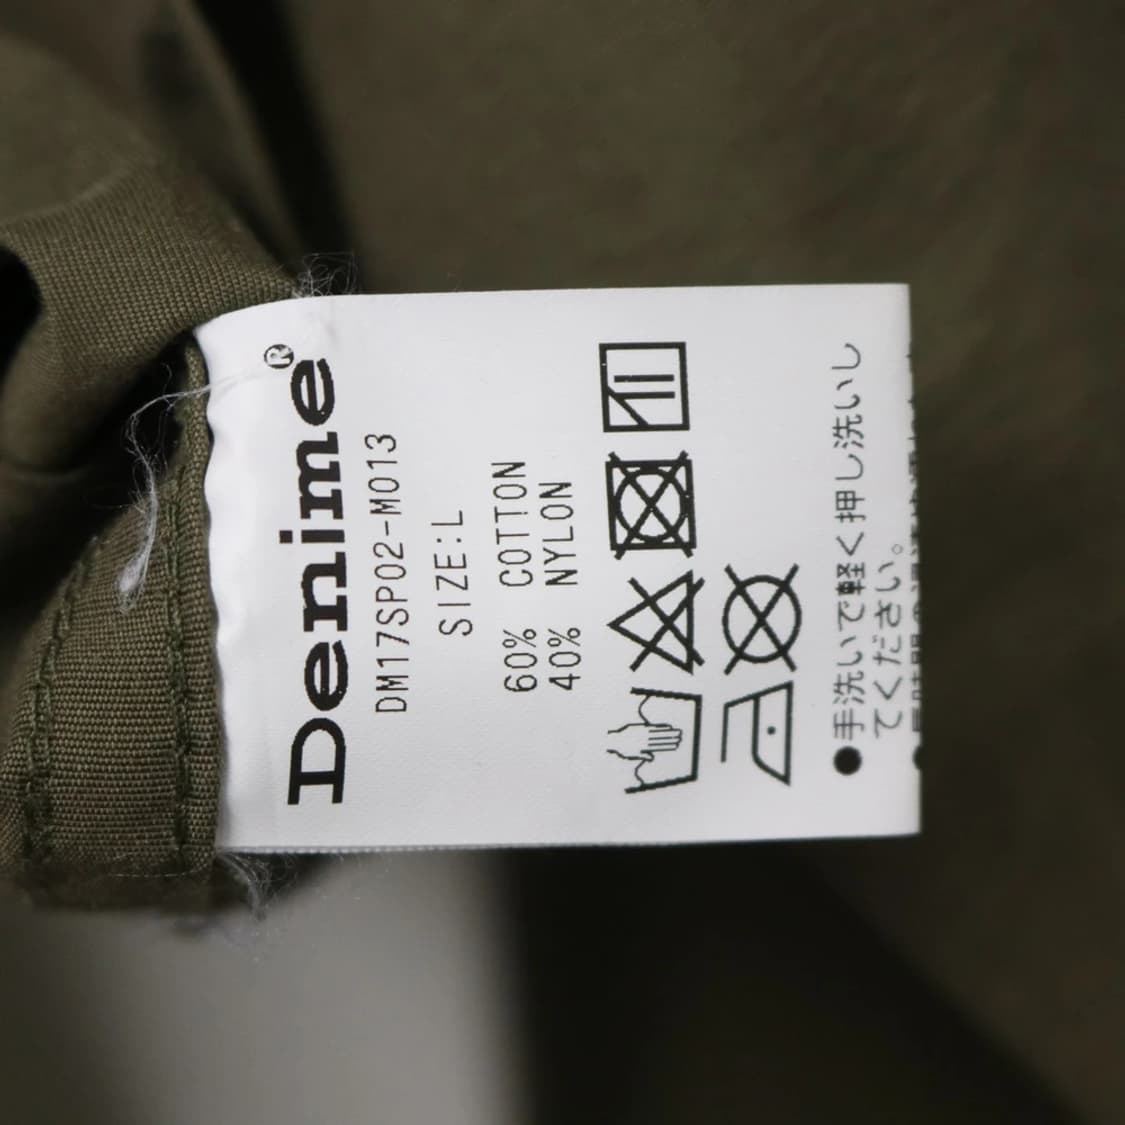 Denime®
DM17SP02-M013
SIZE:L
60% COTTON
40% NYLON
●手洗いで軽く押し洗いし
てください。